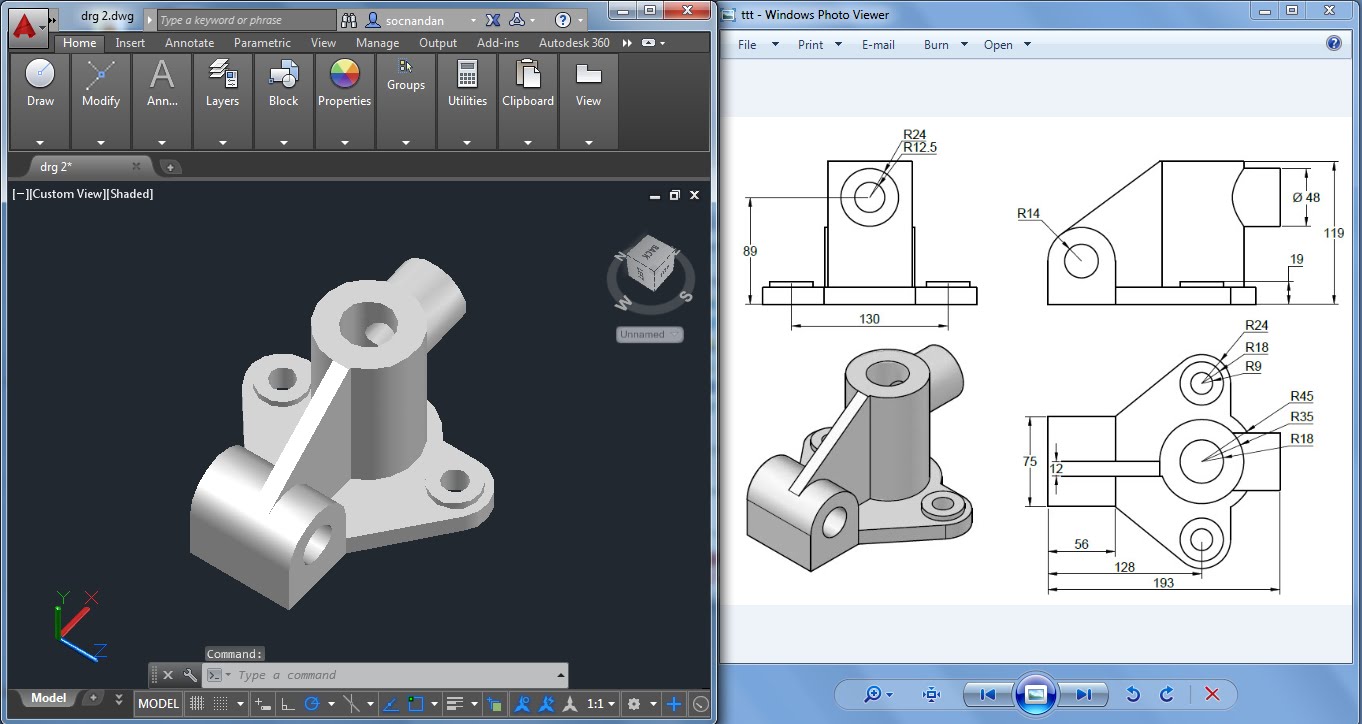 drg 2.dwg
Type a keyword or phrase
socnandan
Home Insert Annotate Parametric View Manage Output Add-ins Autodesk 360
Draw Modify Ann... Layers Block Properties Groups Utilities Clipboard View
drg 2*
[−][Custom View][Shaded]
BACK
N
W
S
Unnamed
Y
X
Z
Command:
Type a command
Model
MODEL
1:1
ttt - Windows Photo Viewer
File Print E-mail Burn Open
R24
R12.5
89
130
R14
Ø 48
119
19
R24
R18
R9
R45
R35
R18
75
12
56
128
193